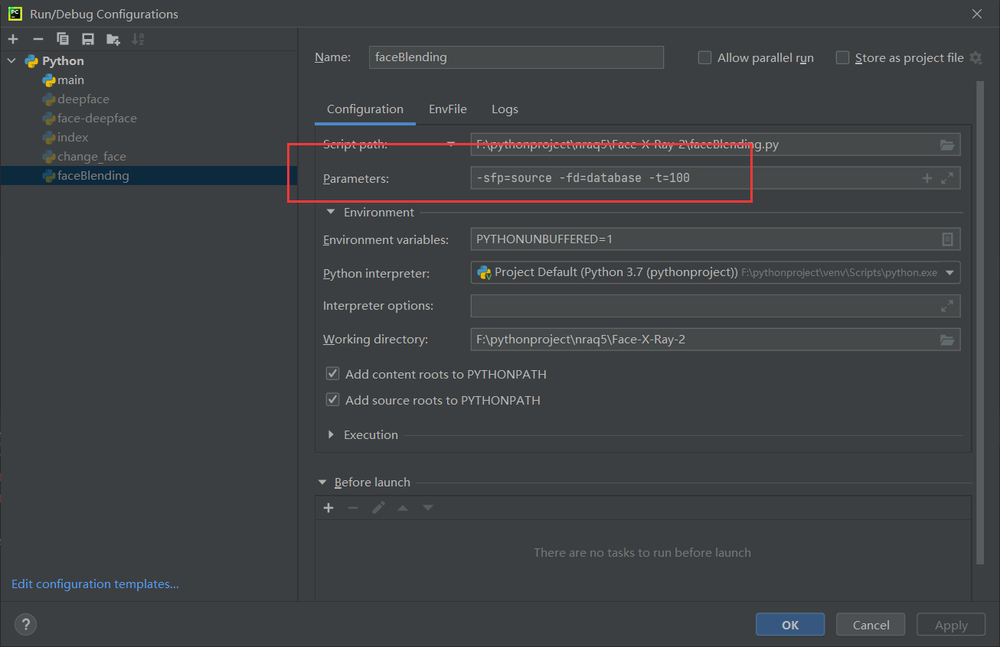 Run/Debug Configurations
Python
main
deepface
face-deepface
index
change_face
faceBlending
Edit configuration templates...
Name: faceBlending
Allow parallel run
Store as project file
Configuration EnvFile Logs
Script path: F:\pythonproject\nraq5\Face-X-Ray-2\faceBlending.py
Parameters: -sfp=source -fd=database -t=100
Environment
Environment variables: PYTHONUNBUFFERED=1
Python interpreter: Project Default (Python 3.7 (pythonproject)) F:\pythonproject\venv\Scripts\python.exe
Interpreter options:
Working directory: F:\pythonproject\nraq5\Face-X-Ray-2
Add content roots to PYTHONPATH
Add source roots to PYTHONPATH
Execution
Before launch
There are no tasks to run before launch
? OK Cancel Apply